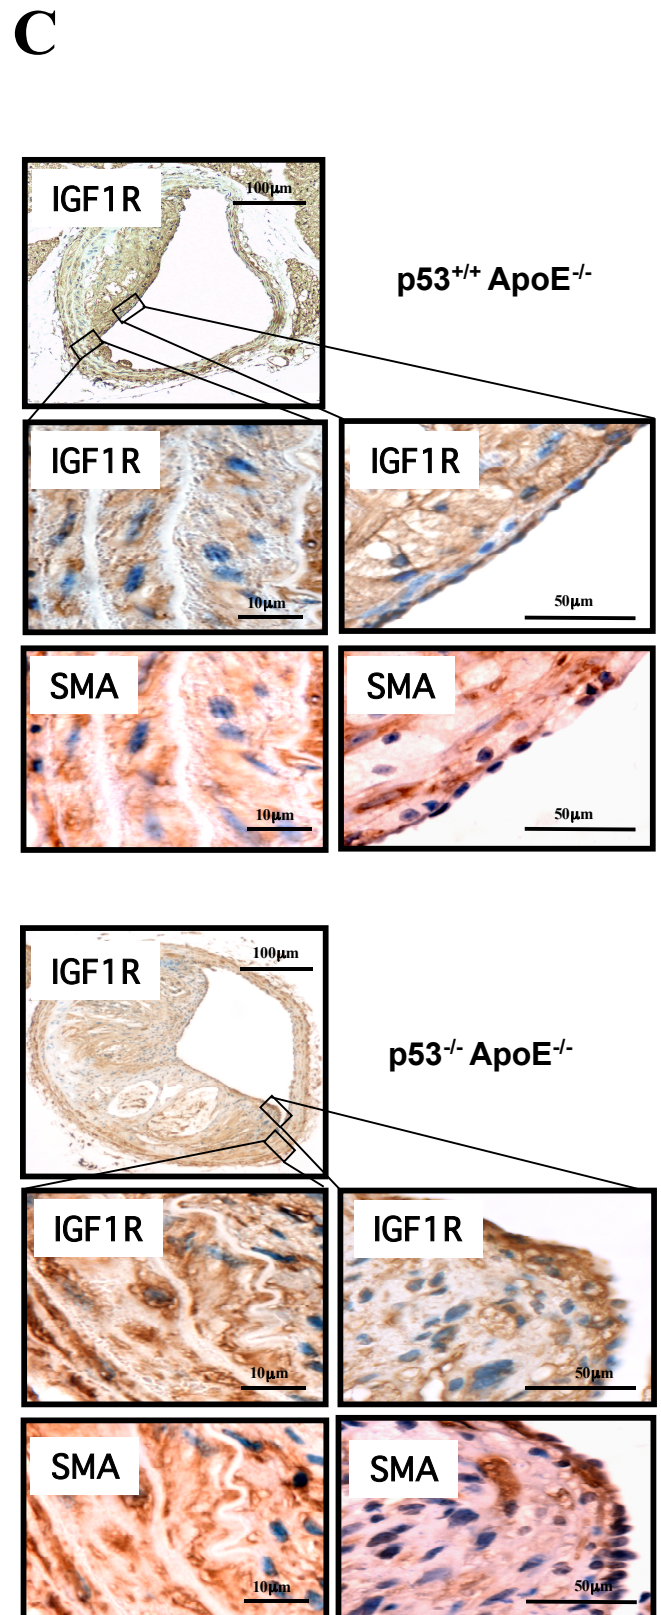 C
IGF1R
100μm
p53+/+ ApoE-/-
IGF1R
10μm
IGF1R
50μm
SMA
10μm
SMA
50μm
IGF1R
100μm
p53-/- ApoE-/-
IGF1R
10μm
IGF1R
50μm
SMA
10μm
SMA
50μm